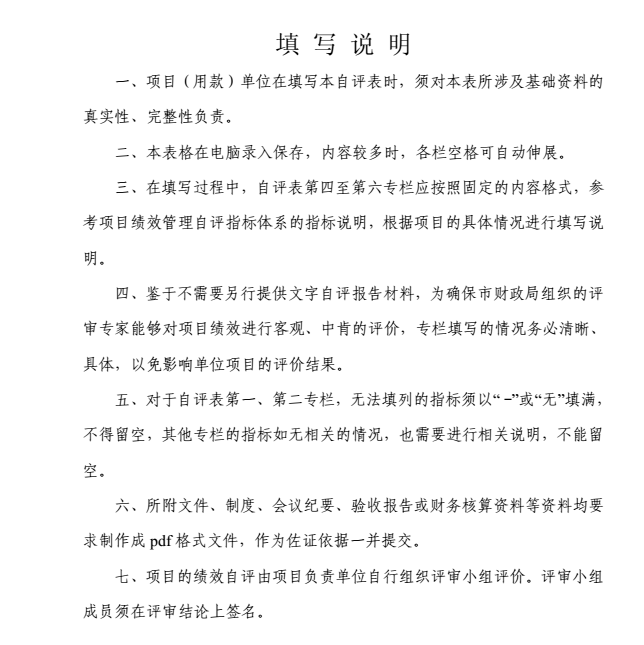 填 写 说 明
一、项目（用款）单位在填写本自评表时，须对本表所涉及基础资料的
真实性、完整性负责。
二、本表格在电脑录入保存，内容较多时，各栏空格可自动伸展。
三、在填写过程中，自评表第四至第六专栏应按照固定的内容格式，参
考项目绩效管理自评指标体系的指标说明，根据项目的具体情况进行填写说
明。
四、鉴于不需要另行提供文字自评报告材料，为确保市财政局组织的评
审专家能够对项目绩效进行客观、中肯的评价，专栏填写的情况务必清晰、
具体，以免影响单位项目的评价结果。
五、对于自评表第一、第二专栏，无法填列的指标须以“ –”或“无”填满，
不得留空，其他专栏的指标如无相关的情况，也需要进行相关说明，不能留
空。
六、所附文件、制度、会议纪要、验收报告或财务核算资料等资料均要
求制作成 pdf 格式文件，作为佐证依据一并提交。
七、项目的绩效自评由项目负责单位自行组织评审小组评价。评审小组
成员须在评审结论上签名。